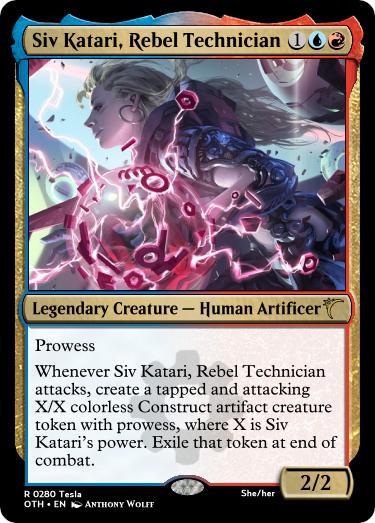 Siv Katari, Rebel Technician 1
Legendary Creature — Human Artificer
Prowess
Whenever Siv Katari, Rebel Technician
attacks, create a tapped and attacking
X/X colorless Construct artifact creature
token with prowess, where X is Siv
Katari's power. Exile that token at end of
combat.
2/2
R 0280 Tesla
She/her
OTH • EN Anthony Wolff